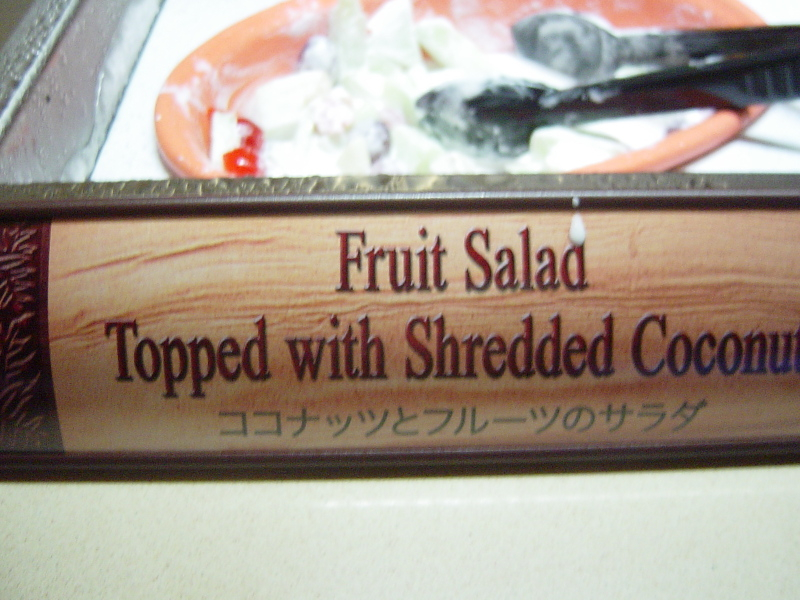 Fruit Salad
Topped with Shredded Coconut
ココナッツとフルーツのサラダ